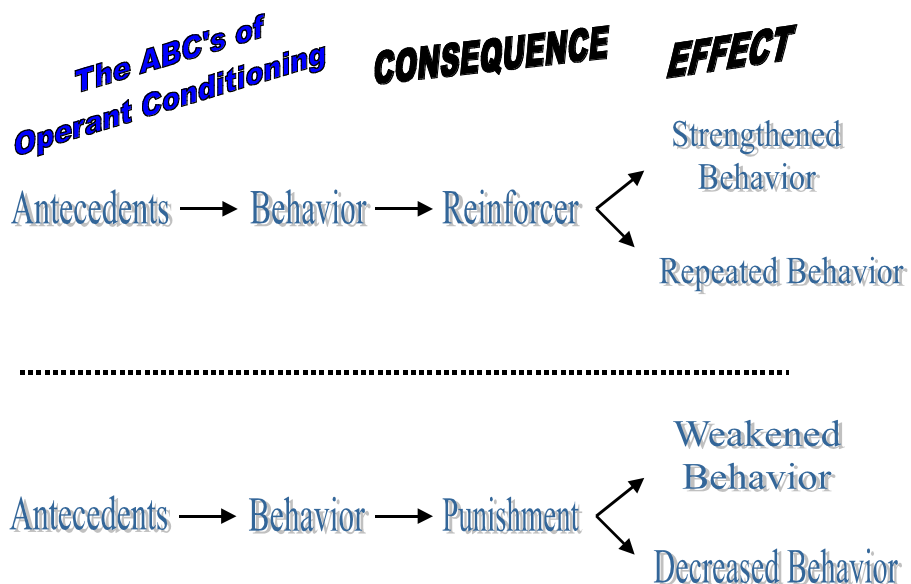 The ABC's of
Operant Conditioning
CONSEQUENCE
EFFECT
Strengthened
Behavior
Antecedents
Behavior
Reinforcer
Repeated Behavior
Weakened
Behavior
Antecedents
Behavior
Punishment
Decreased Behavior